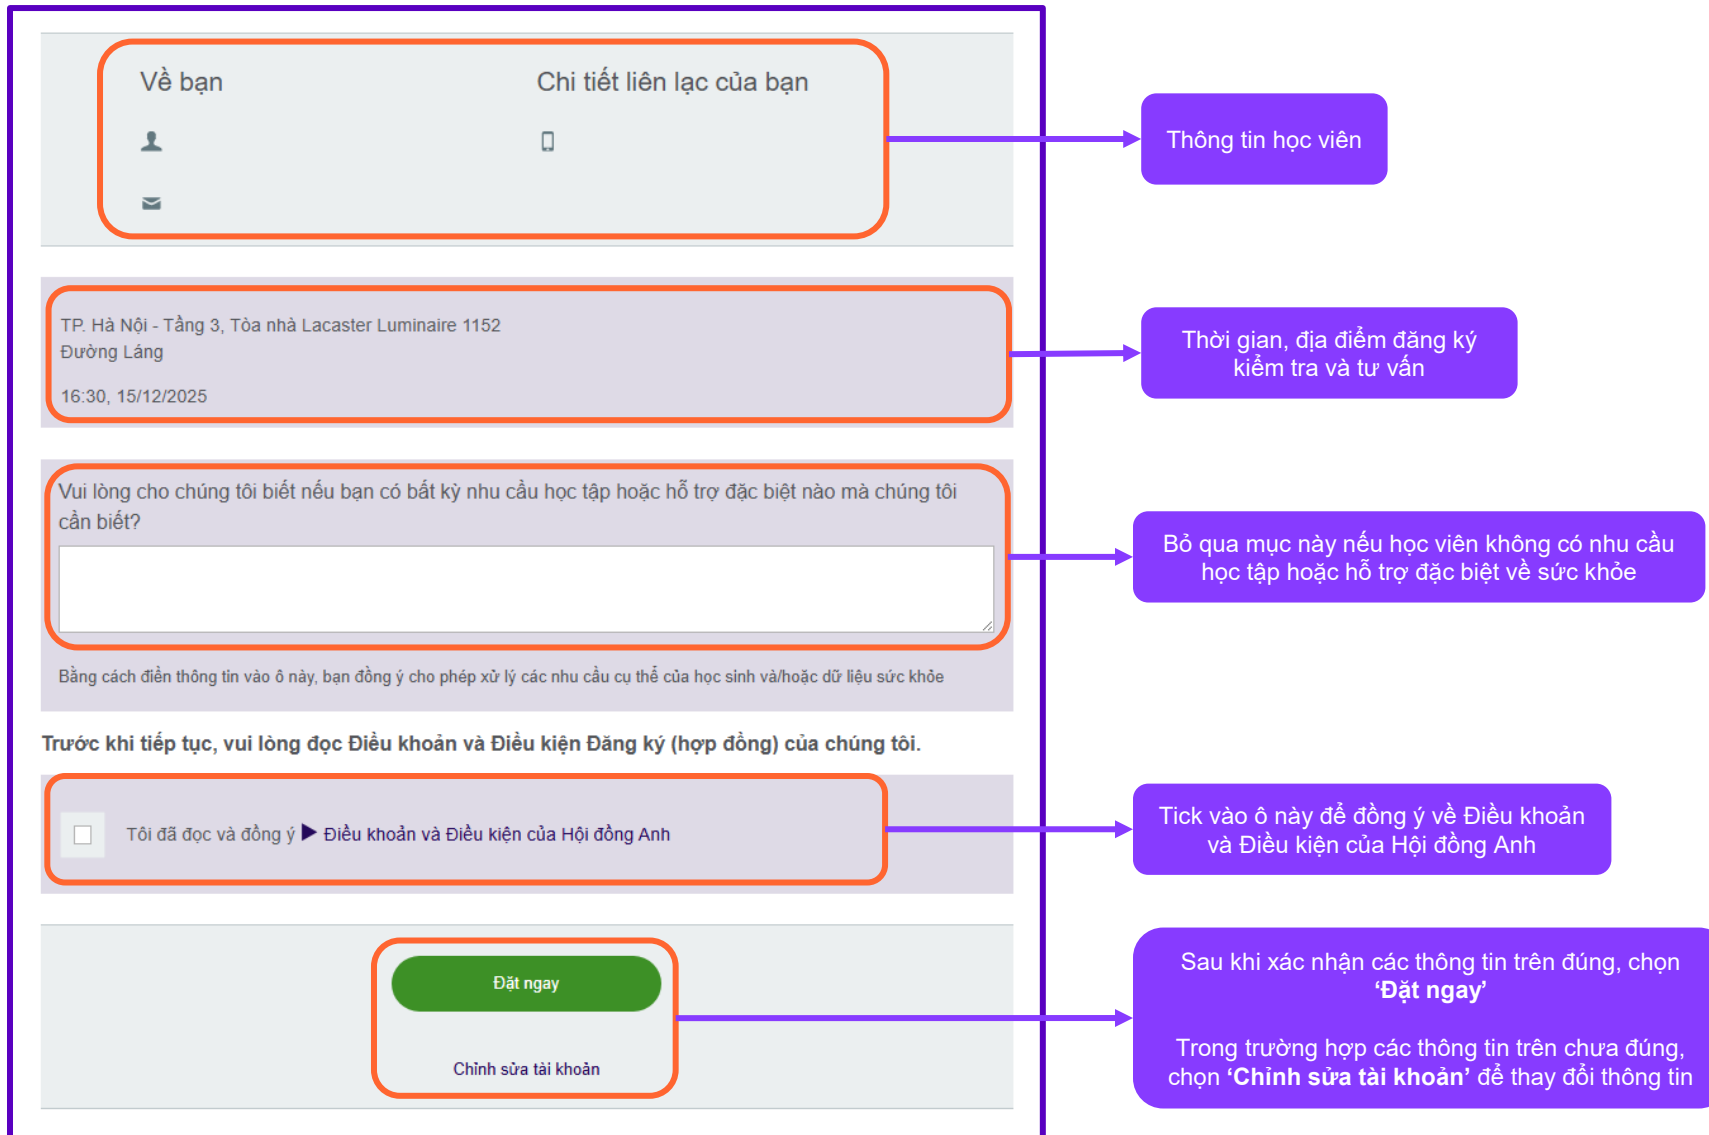 Về bạn
Chi tiết liên lạc của bạn
Thông tin học viên
TP. Hà Nội - Tầng 3, Tòa nhà Lacaster Luminaire 1152
Đường Láng
16:30, 15/12/2025
Thời gian, địa điểm đăng ký
kiểm tra và tư vấn
Vui lòng cho chúng tôi biết nếu bạn có bất kỳ nhu cầu học tập hoặc hỗ trợ đặc biệt nào mà chúng tôi
cần biết?
Bỏ qua mục này nếu học viên không có nhu cầu
học tập hoặc hỗ trợ đặc biệt về sức khỏe
Bằng cách điền thông tin vào ô này, bạn đồng ý cho phép xử lý các nhu cầu cụ thể của học sinh và/hoặc dữ liệu sức khỏe
Trước khi tiếp tục, vui lòng đọc Điều khoản và Điều kiện Đăng ký (hợp đồng) của chúng tôi.
Tôi đã đọc và đồng ý ▶ Điều khoản và Điều kiện của Hội đồng Anh
Tick vào ô này để đồng ý về Điều khoản
và Điều kiện của Hội đồng Anh
Đặt ngay
Chỉnh sửa tài khoản
Sau khi xác nhận các thông tin trên đúng, chọn
‘Đặt ngay’
Trong trường hợp các thông tin trên chưa đúng,
chọn ‘Chỉnh sửa tài khoản’ để thay đổi thông tin